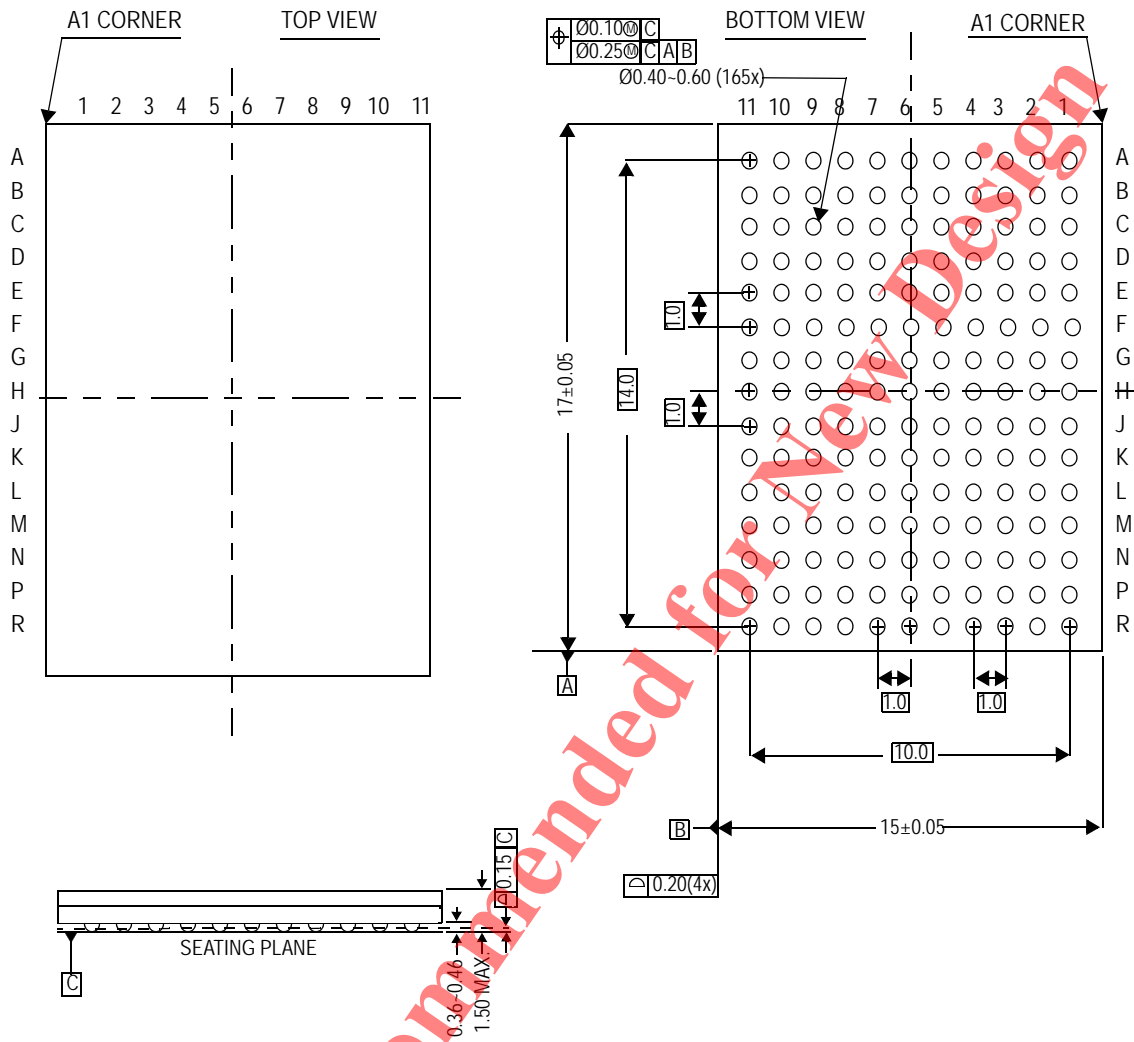 A1 CORNER
TOP VIEW
1 2 3 4 5 6 7 8 9 10 11
A
B
C
D
E
F
G
H
J
K
L
M
N
P
R
Ø0.10Ⓜ C
Ø0.25Ⓜ C A B
Ø0.40~0.60 (165x)
BOTTOM VIEW
A1 CORNER
11 10 9 8 7 6 5 4 3 2 1
A
B
C
D
E
F
G
H
J
K
L
M
N
P
R
17±0.05
14.0
1.0
1.0
A
1.0
1.0
10.0
B
15±0.05
0.20(4x)
0.15 C
SEATING PLANE
C
0.36~0.46
1.50 MAX.
ommended for New Design